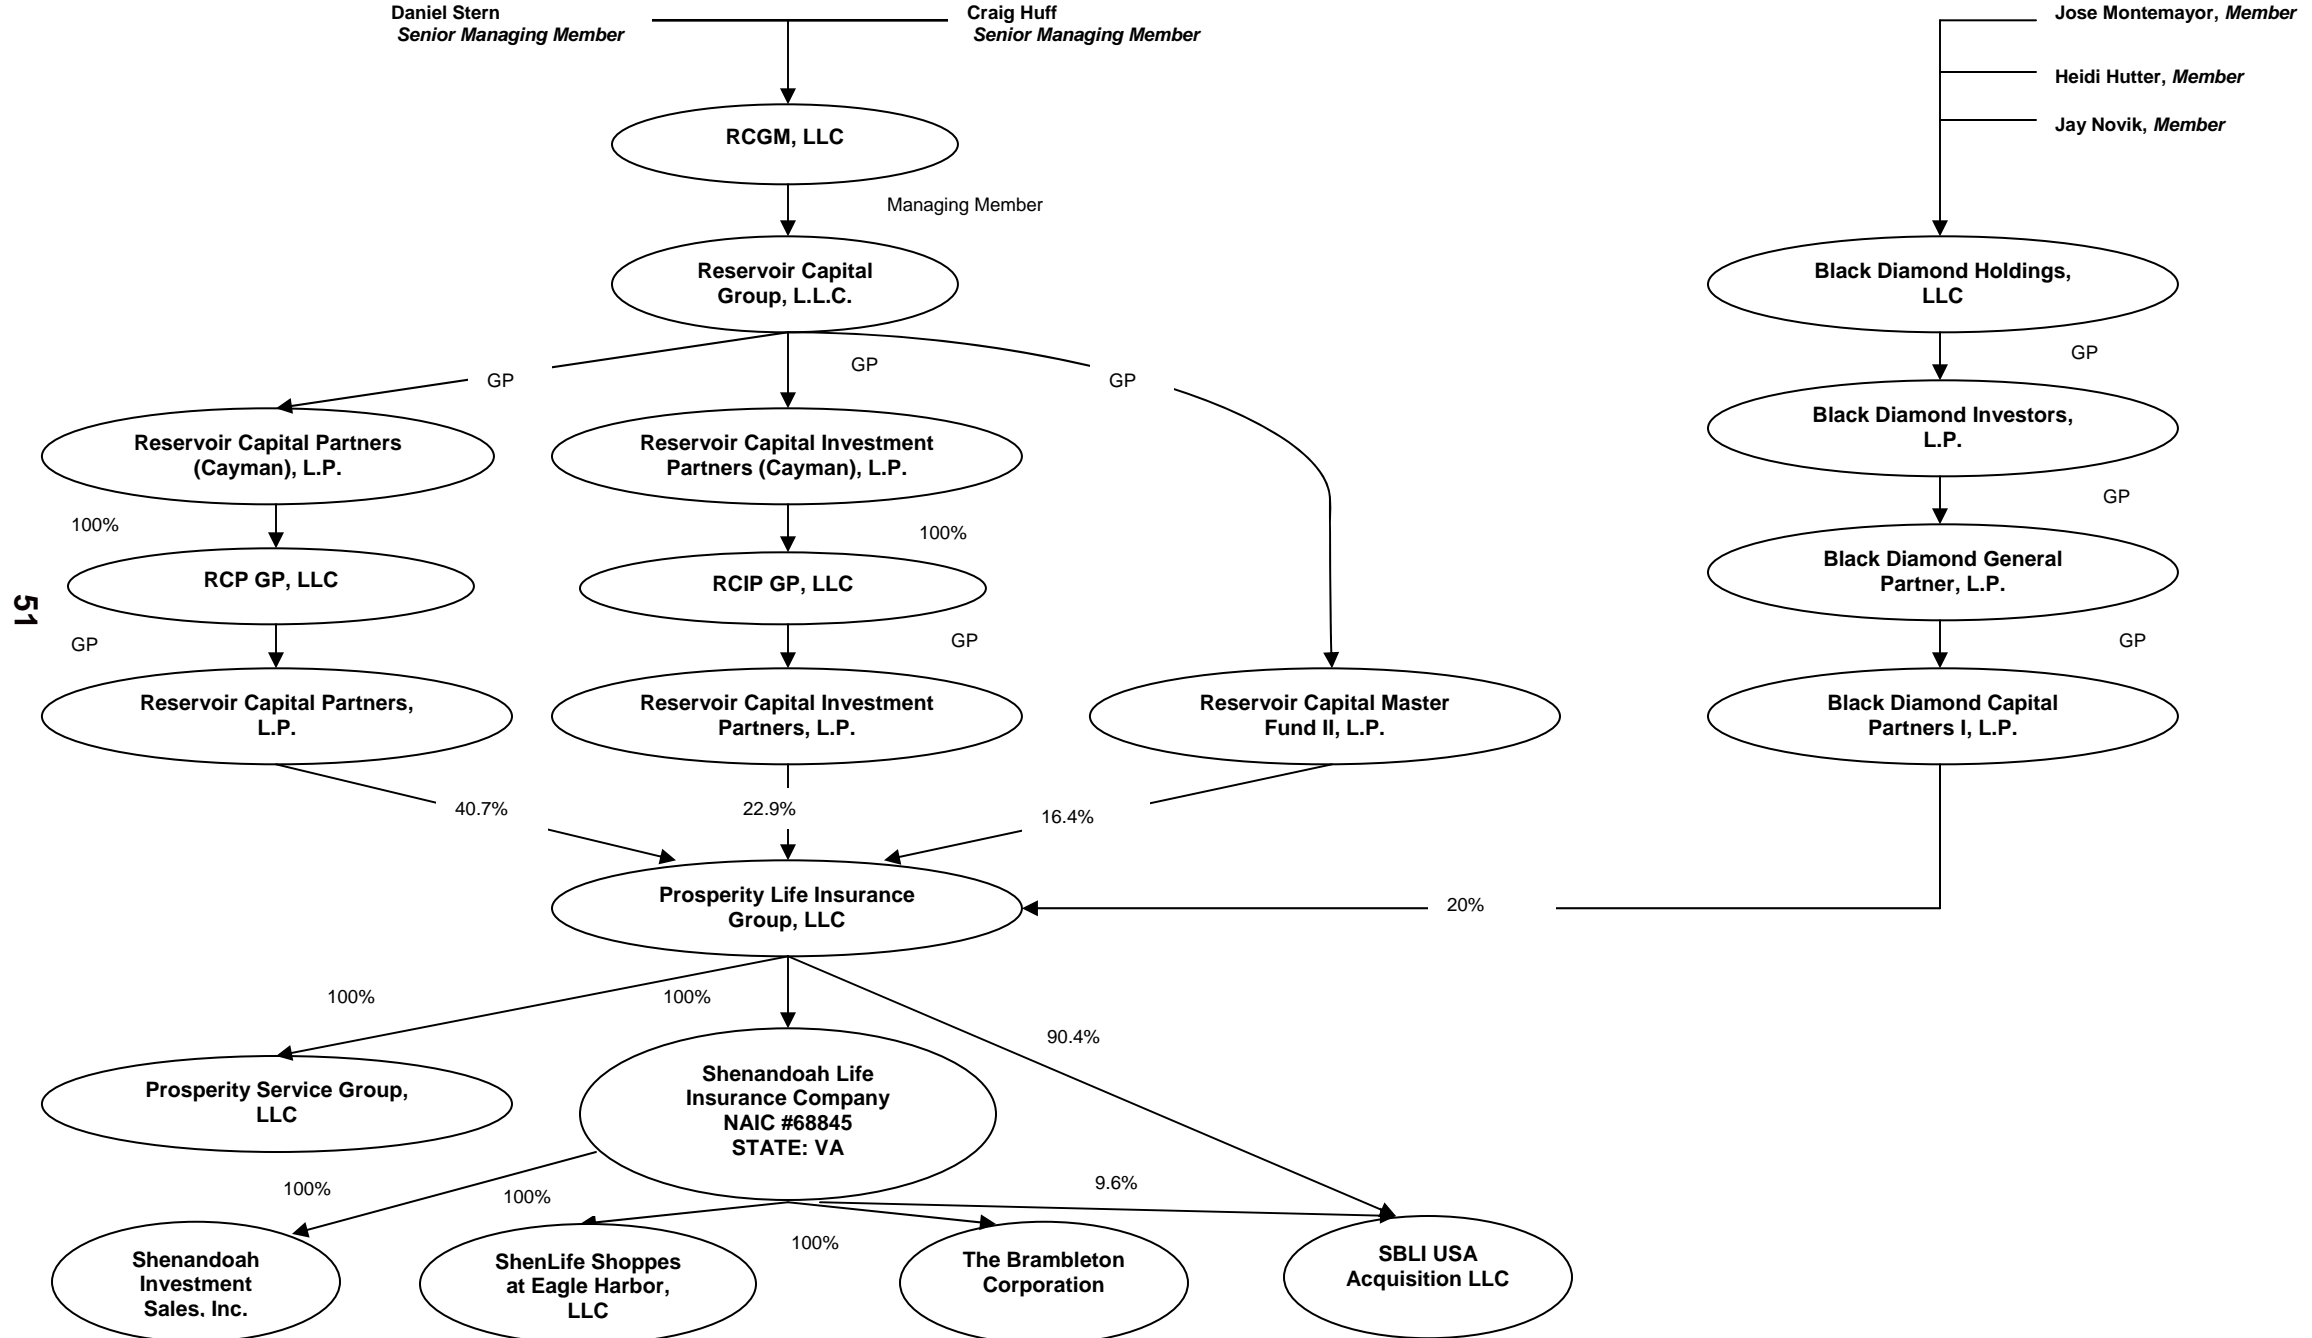 Daniel Stern
Senior Managing Member
Craig Huff
Senior Managing Member
Jose Montemayor, Member
Heidi Hutter, Member
Jay Novik, Member
RCGM, LLC
Managing Member
Reservoir Capital
Group, L.L.C.
Black Diamond Holdings,
LLC
GP
GP
GP
GP
Reservoir Capital Partners
(Cayman), L.P.
Reservoir Capital Investment
Partners (Cayman), L.P.
Black Diamond Investors,
L.P.
100%
100%
GP
RCP GP, LLC
RCIP GP, LLC
Black Diamond General
Partner, L.P.
51
GP
GP
GP
Reservoir Capital Partners,
L.P.
Reservoir Capital Investment
Partners, L.P.
Reservoir Capital Master
Fund II, L.P.
Black Diamond Capital
Partners I, L.P.
40.7%
22.9%
16.4%
Prosperity Life Insurance
Group, LLC
20%
100%
100%
90.4%
Prosperity Service Group,
LLC
Shenandoah Life
Insurance Company
NAIC #68845
STATE: VA
100%
100%
100%
9.6%
Shenandoah
Investment
Sales, Inc.
ShenLife Shoppes
at Eagle Harbor,
LLC
The Brambleton
Corporation
SBLI USA
Acquisition LLC